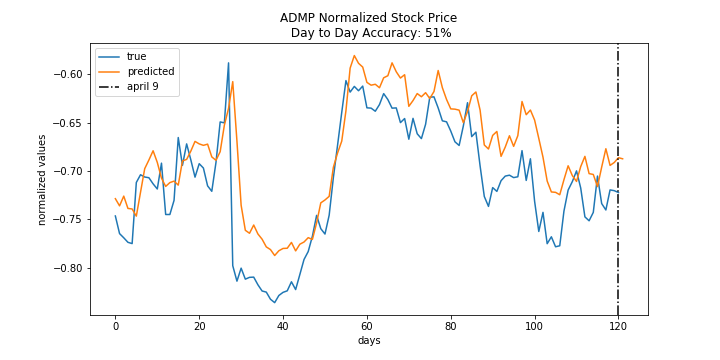 ADMP Normalized Stock Price
Day to Day Accuracy: 51%
true
predicted
april 9
normalized values
−0.60
−0.65
−0.70
−0.75
−0.80
0
20
40
60
80
100
120
days